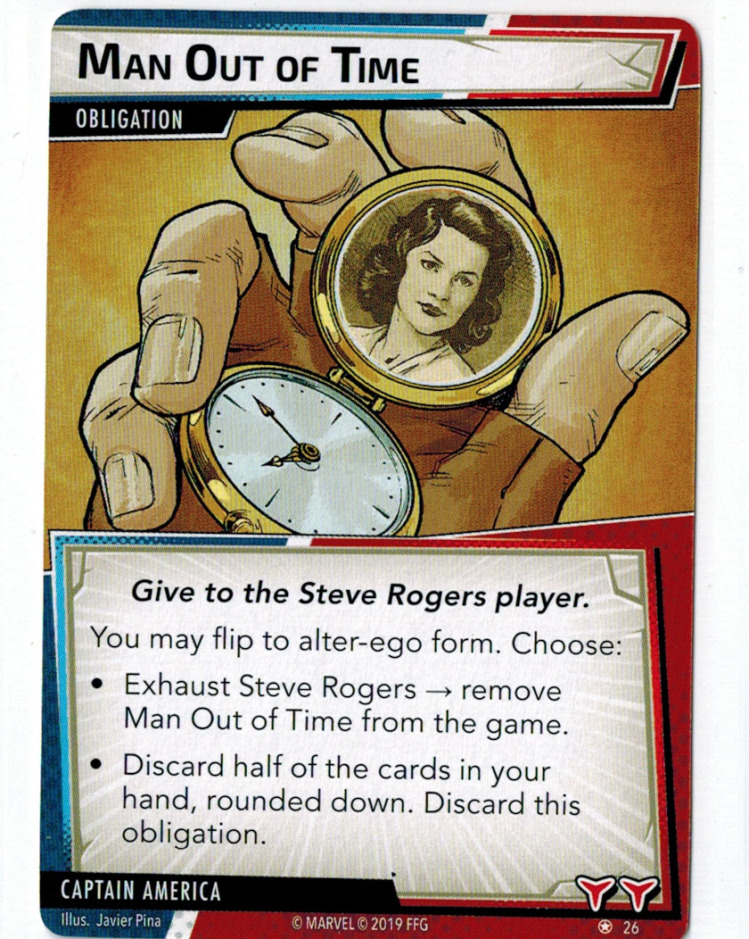 MAN OUT OF TIME
OBLIGATION
Give to the Steve Rogers player.
You may flip to alter-ego form. Choose:
• Exhaust Steve Rogers → remove
Man Out of Time from the game.
• Discard half of the cards in your
hand, rounded down. Discard this
obligation.
CAPTAIN AMERICA
Illus. Javier Pina
© MARVEL © 2019 FFG
26